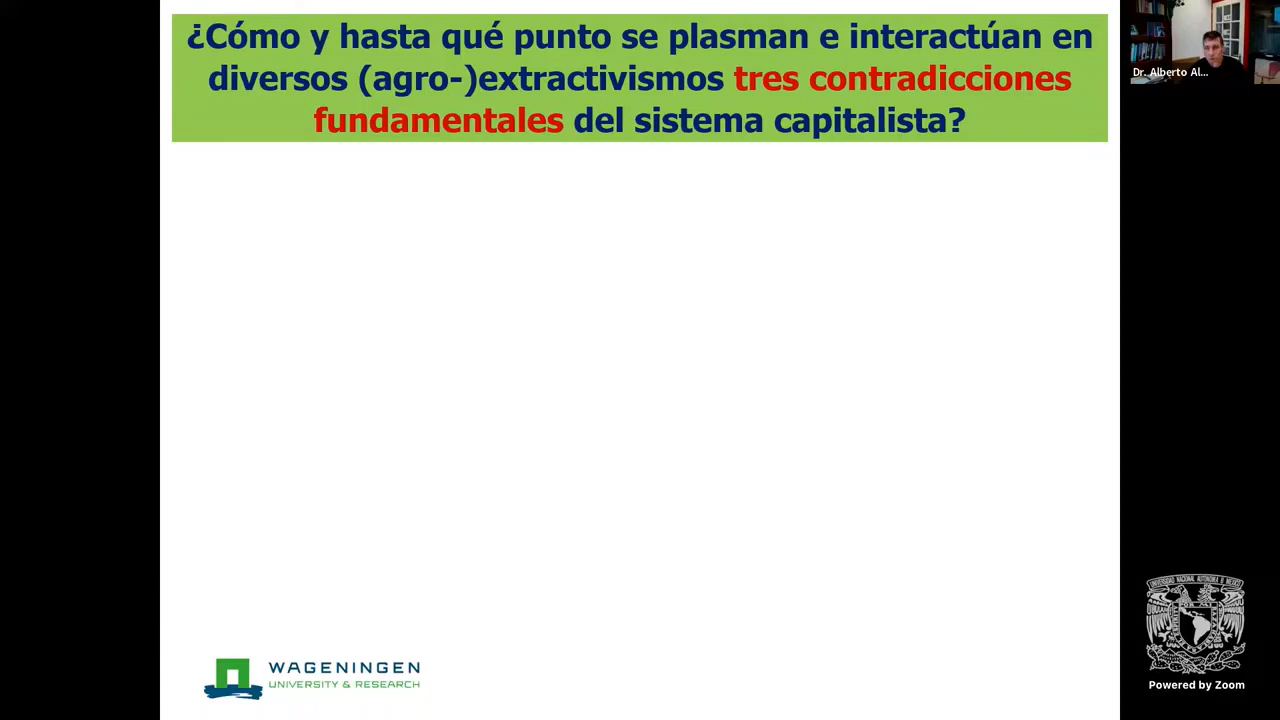 ¿Cómo y hasta qué punto se plasman e interactúan en
diversos (agro-)extractivismos tres contradicciones
fundamentales del sistema capitalista?
Dr. Alberto Al...
WAGENINGEN
UNIVERSITY & RESEARCH
Powered by Zoom